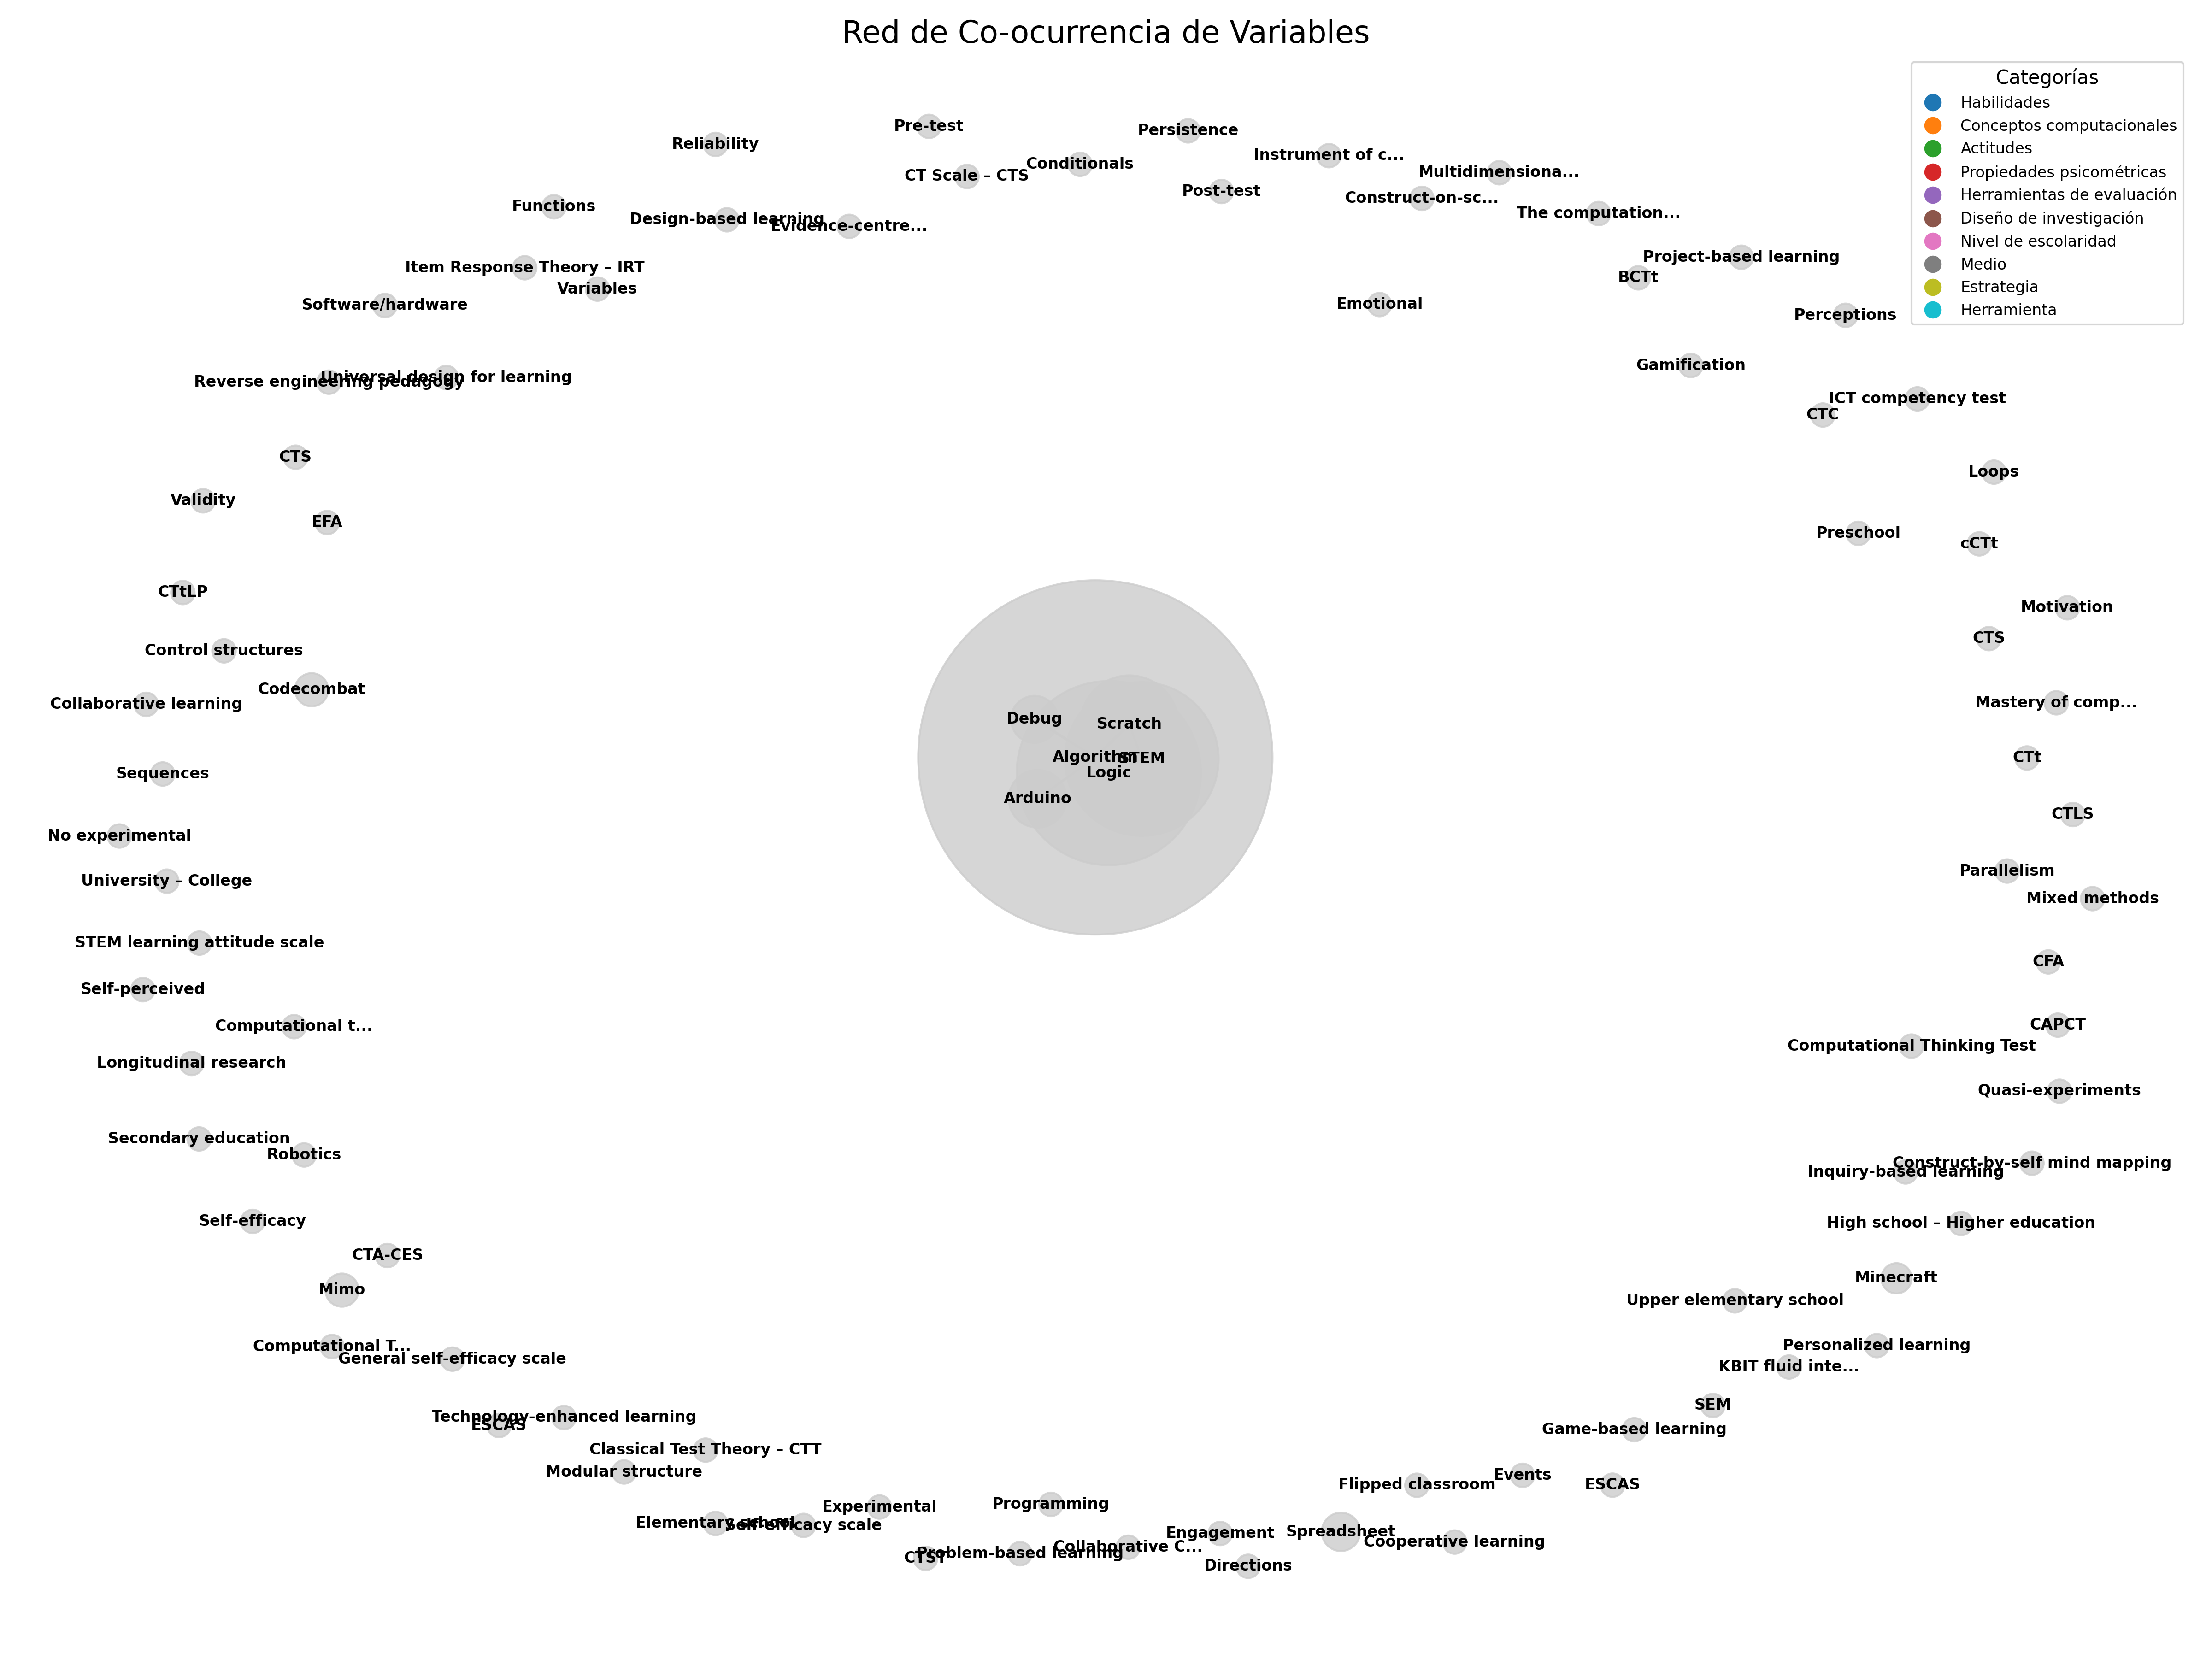 Red de Co-ocurrencia de Variables
Categorías
Habilidades
Conceptos computacionales
Actitudes
Propiedades psicométricas
Herramientas de evaluación
Diseño de investigación
Nivel de escolaridad
Medio
Estrategia
Herramienta
Pre-test
Persistence
Reliability
Instrument of c...
Conditionals
Multidimensiona...
CT Scale – CTS
Post-test
Construct-on-sc...
Functions
The computation...
Design-based learning
Evidence-centre...
Project-based learning
Item Response Theory – IRT
BCTt
Variables
Emotional
Software/hardware
Perceptions
Gamification
Universal design for learning
Reverse engineering pedagogy
ICT competency test
CTC
CTS
Loops
Validity
EFA
Preschool
cCTt
CTtLP
Motivation
CTS
Control structures
Codecombat
Mastery of comp...
Collaborative learning
Debug
Scratch
Algorithm
STEM
CTt
Logic
Sequences
Arduino
CTLS
No experimental
Parallelism
University – College
Mixed methods
STEM learning attitude scale
CFA
Self-perceived
Computational t...
CAPCT
Computational Thinking Test
Longitudinal research
Quasi-experiments
Secondary education
Robotics
Construct-by-self mind mapping
Inquiry-based learning
Self-efficacy
High school – Higher education
CTA-CES
Mimo
Minecraft
Upper elementary school
Computational T...
Personalized learning
General self-efficacy scale
KBIT fluid inte...
SEM
Technology-enhanced learning
ESCAS
Game-based learning
Classical Test Theory – CTT
Modular structure
Events
Flipped classroom
ESCAS
Experimental
Programming
Elementary school
Self-efficacy scale
Engagement
Spreadsheet
Cooperative learning
Collaborative C...
Problem-based learning
CTST
Directions